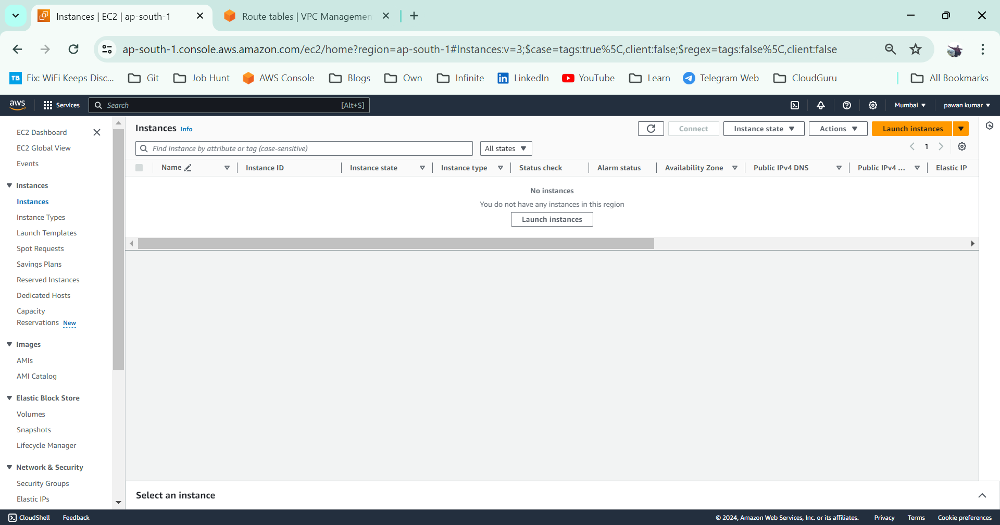 Instances | EC2 | ap-south-1
Route tables | VPC Managemen
ap-south-1.console.aws.amazon.com/ec2/home?region=ap-south-1#Instances:v=3;$case=tags:true%5C,client:false;$regex=tags:false%5C,client:false
TB Fix: WiFi Keeps Disc... Git Job Hunt AWS Console Blogs Own Infinite LinkedIn YouTube Learn Telegram Web CloudGuru All Bookmarks
aws Services Search [Alt+S] Mumbai pawan kumar
EC2 Dashboard
EC2 Global View
Events
Instances
Instances
Instance Types
Launch Templates
Spot Requests
Savings Plans
Reserved Instances
Dedicated Hosts
Capacity
Reservations New
Images
AMIs
AMI Catalog
Elastic Block Store
Volumes
Snapshots
Lifecycle Manager
Network & Security
Security Groups
Elastic IPs
Instances Info
Connect Instance state Actions Launch instances
Find Instance by attribute or tag (case-sensitive) All states 1
Name Instance ID Instance state Instance type Status check Alarm status Availability Zone Public IPv4 DNS Public IPv4 ... Elastic IP
No instances
You do not have any instances in this region
Launch instances
Select an instance
CloudShell Feedback © 2024, Amazon Web Services, Inc. or its affiliates. Privacy Terms Cookie preferences